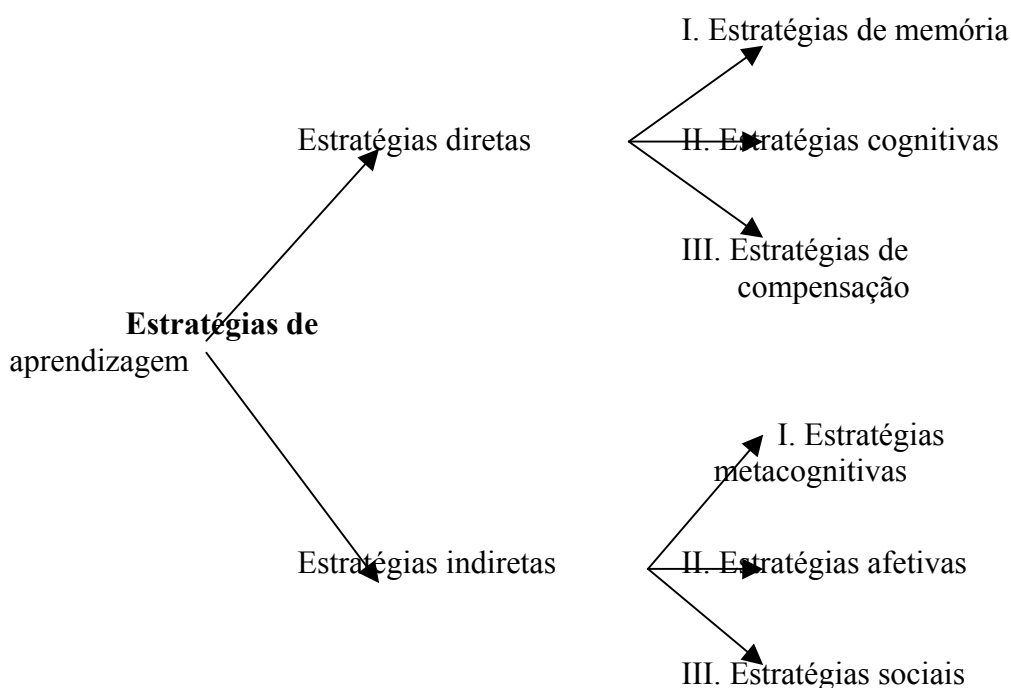 I. Estratégias de memória
Estratégias diretas
II. Estratégias cognitivas
III. Estratégias de
compensação
Estratégias de
aprendizagem
I. Estratégias
metacognitivas
Estratégias indiretas
II. Estratégias afetivas
III. Estratégias sociais